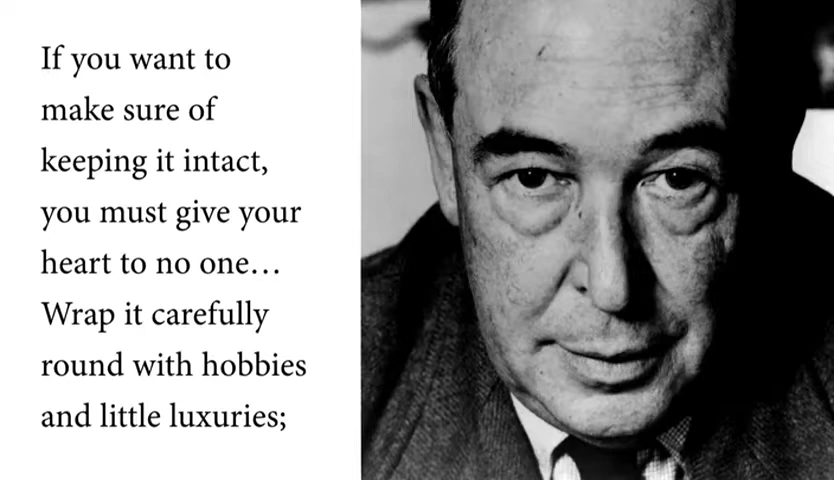 If you want to
make sure of
keeping it intact,
you must give your
heart to no one…
Wrap it carefully
round with hobbies
and little luxuries;